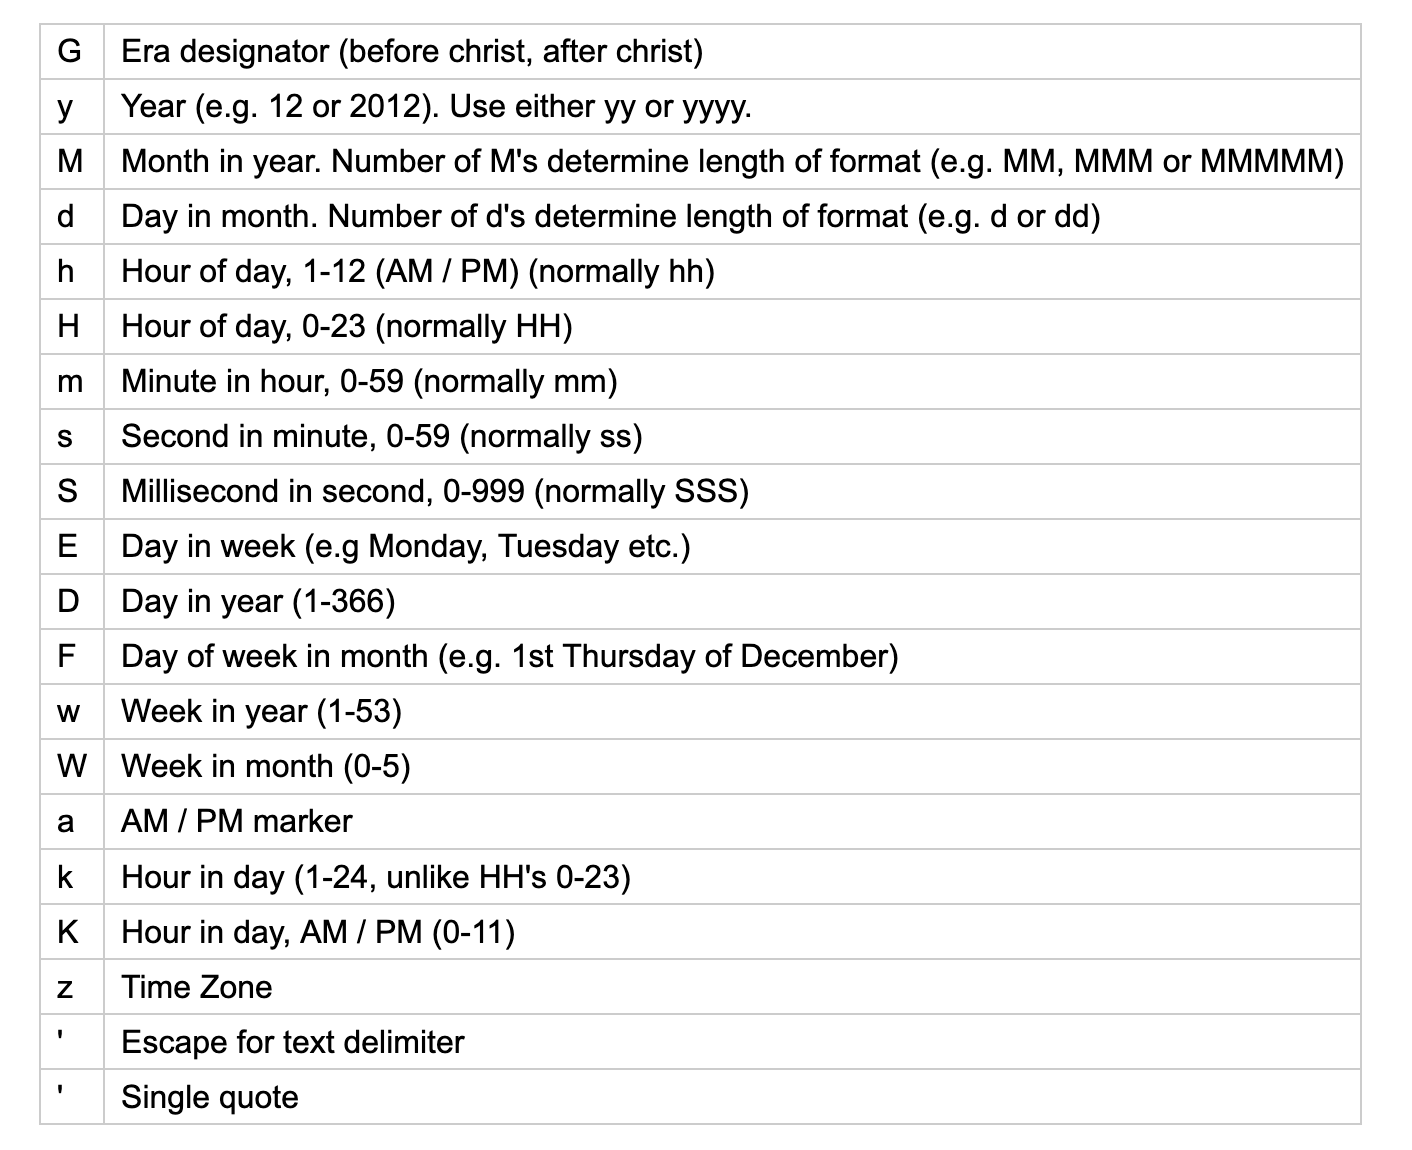 G Era designator (before christ, after christ)
y Year (e.g. 12 or 2012). Use either yy or yyyy.
M Month in year. Number of M's determine length of format (e.g. MM, MMM or MMMMM)
d Day in month. Number of d's determine length of format (e.g. d or dd)
h Hour of day, 1-12 (AM / PM) (normally hh)
H Hour of day, 0-23 (normally HH)
m Minute in hour, 0-59 (normally mm)
s Second in minute, 0-59 (normally ss)
S Millisecond in second, 0-999 (normally SSS)
E Day in week (e.g Monday, Tuesday etc.)
D Day in year (1-366)
F Day of week in month (e.g. 1st Thursday of December)
w Week in year (1-53)
W Week in month (0-5)
a AM / PM marker
k Hour in day (1-24, unlike HH's 0-23)
K Hour in day, AM / PM (0-11)
z Time Zone
' Escape for text delimiter
' Single quote